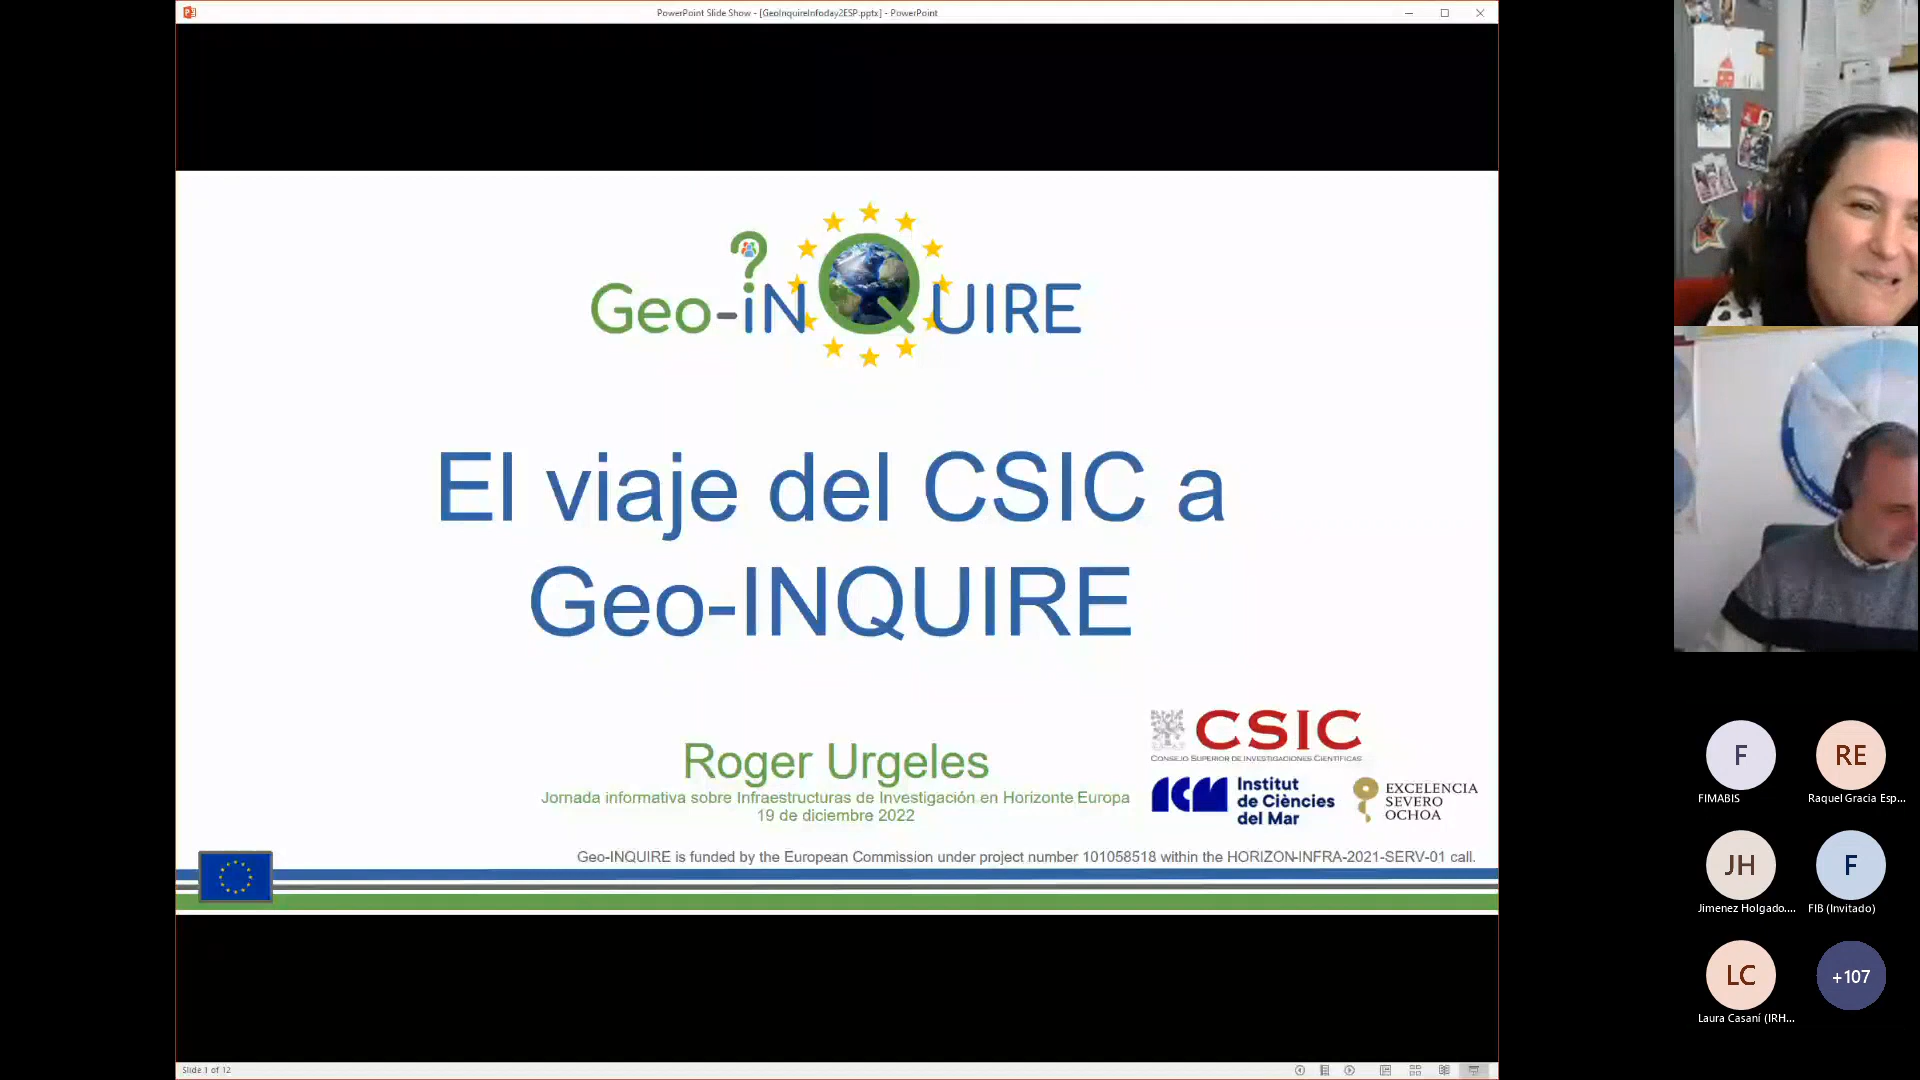 PowerPoint Slide Show - [GeoInquireInfoday2ESP.pptx] - PowerPoint
Geo-iNQUIRE
El viaje del CSIC a
Geo-INQUIRE
Roger Urgeles
Jornada informativa sobre Infraestructuras de Investigación en Horizonte Europa
19 de diciembre 2022
CSIC
CONSEJO SUPERIOR DE INVESTIGACIONES CIENTÍFICAS
ICM
Institut
de Ciències
del Mar
EXCELENCIA
SEVERO
OCHOA
Geo-INQUIRE is funded by the European Commission under project number 101058518 within the HORIZON-INFRA-2021-SERV-01 call.
Slide 1 of 12
F
FIMABIS
RE
Raquel Gracia Esp...
JH
Jimenez Holgado....
F
FIB (Invitado)
LC
Laura Casaní (IRH...
+107